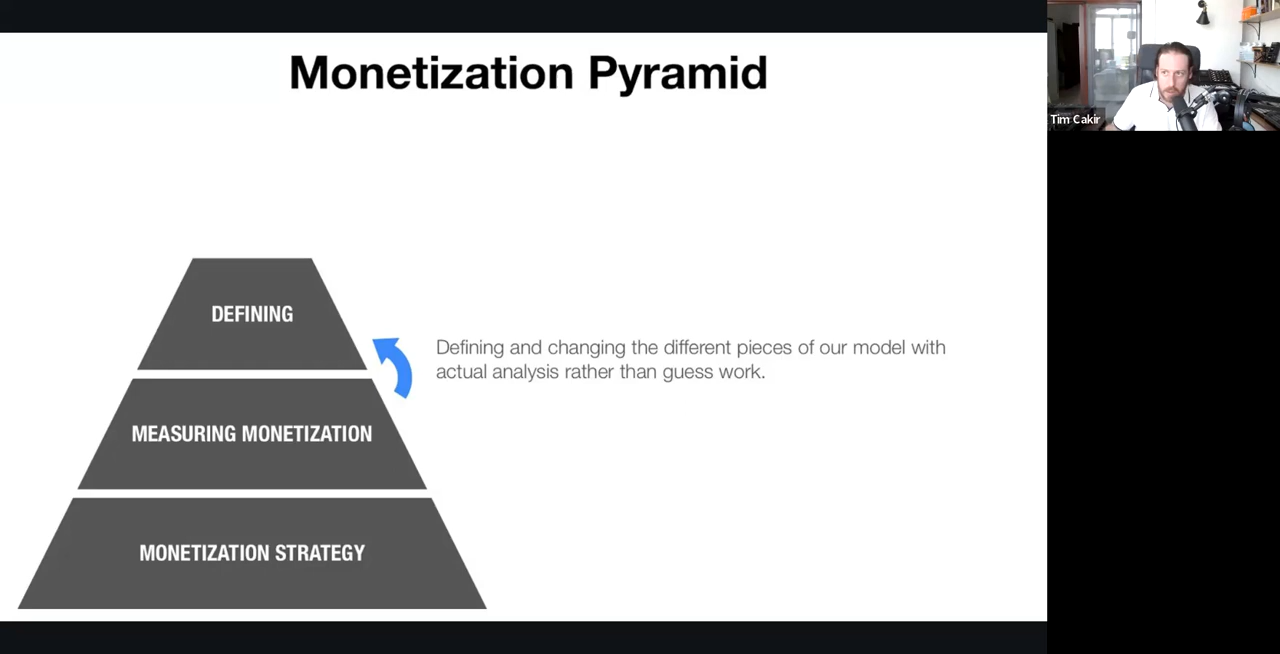 Monetization Pyramid
Tim Cakir
DEFINING
Defining and changing the different pieces of our model with
actual analysis rather than guess work.
MEASURING MONETIZATION
MONETIZATION STRATEGY